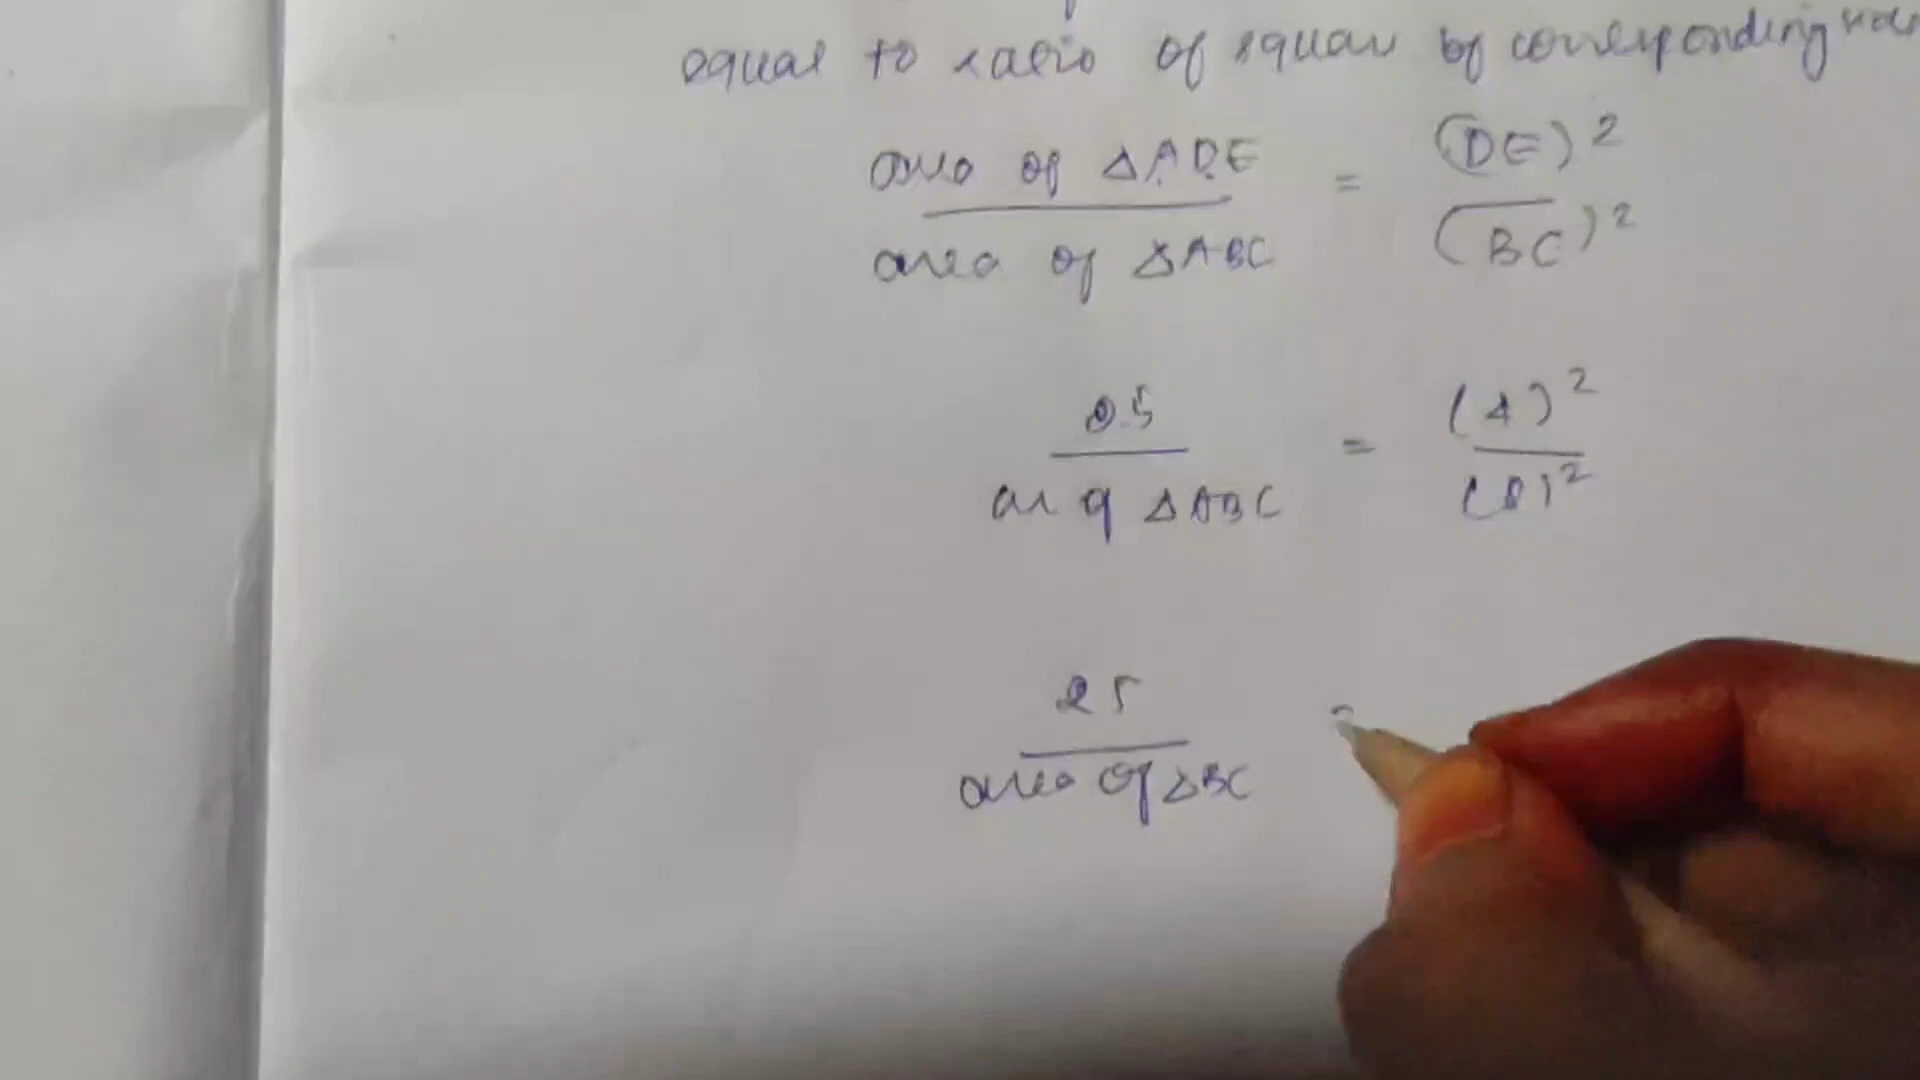 equal to ratio of square of corresponding
area of ΔADE = (DE)²
area of ΔABC (BC)²
25 = (4)²
ar of ΔABC (8)²
25
area of ΔBC